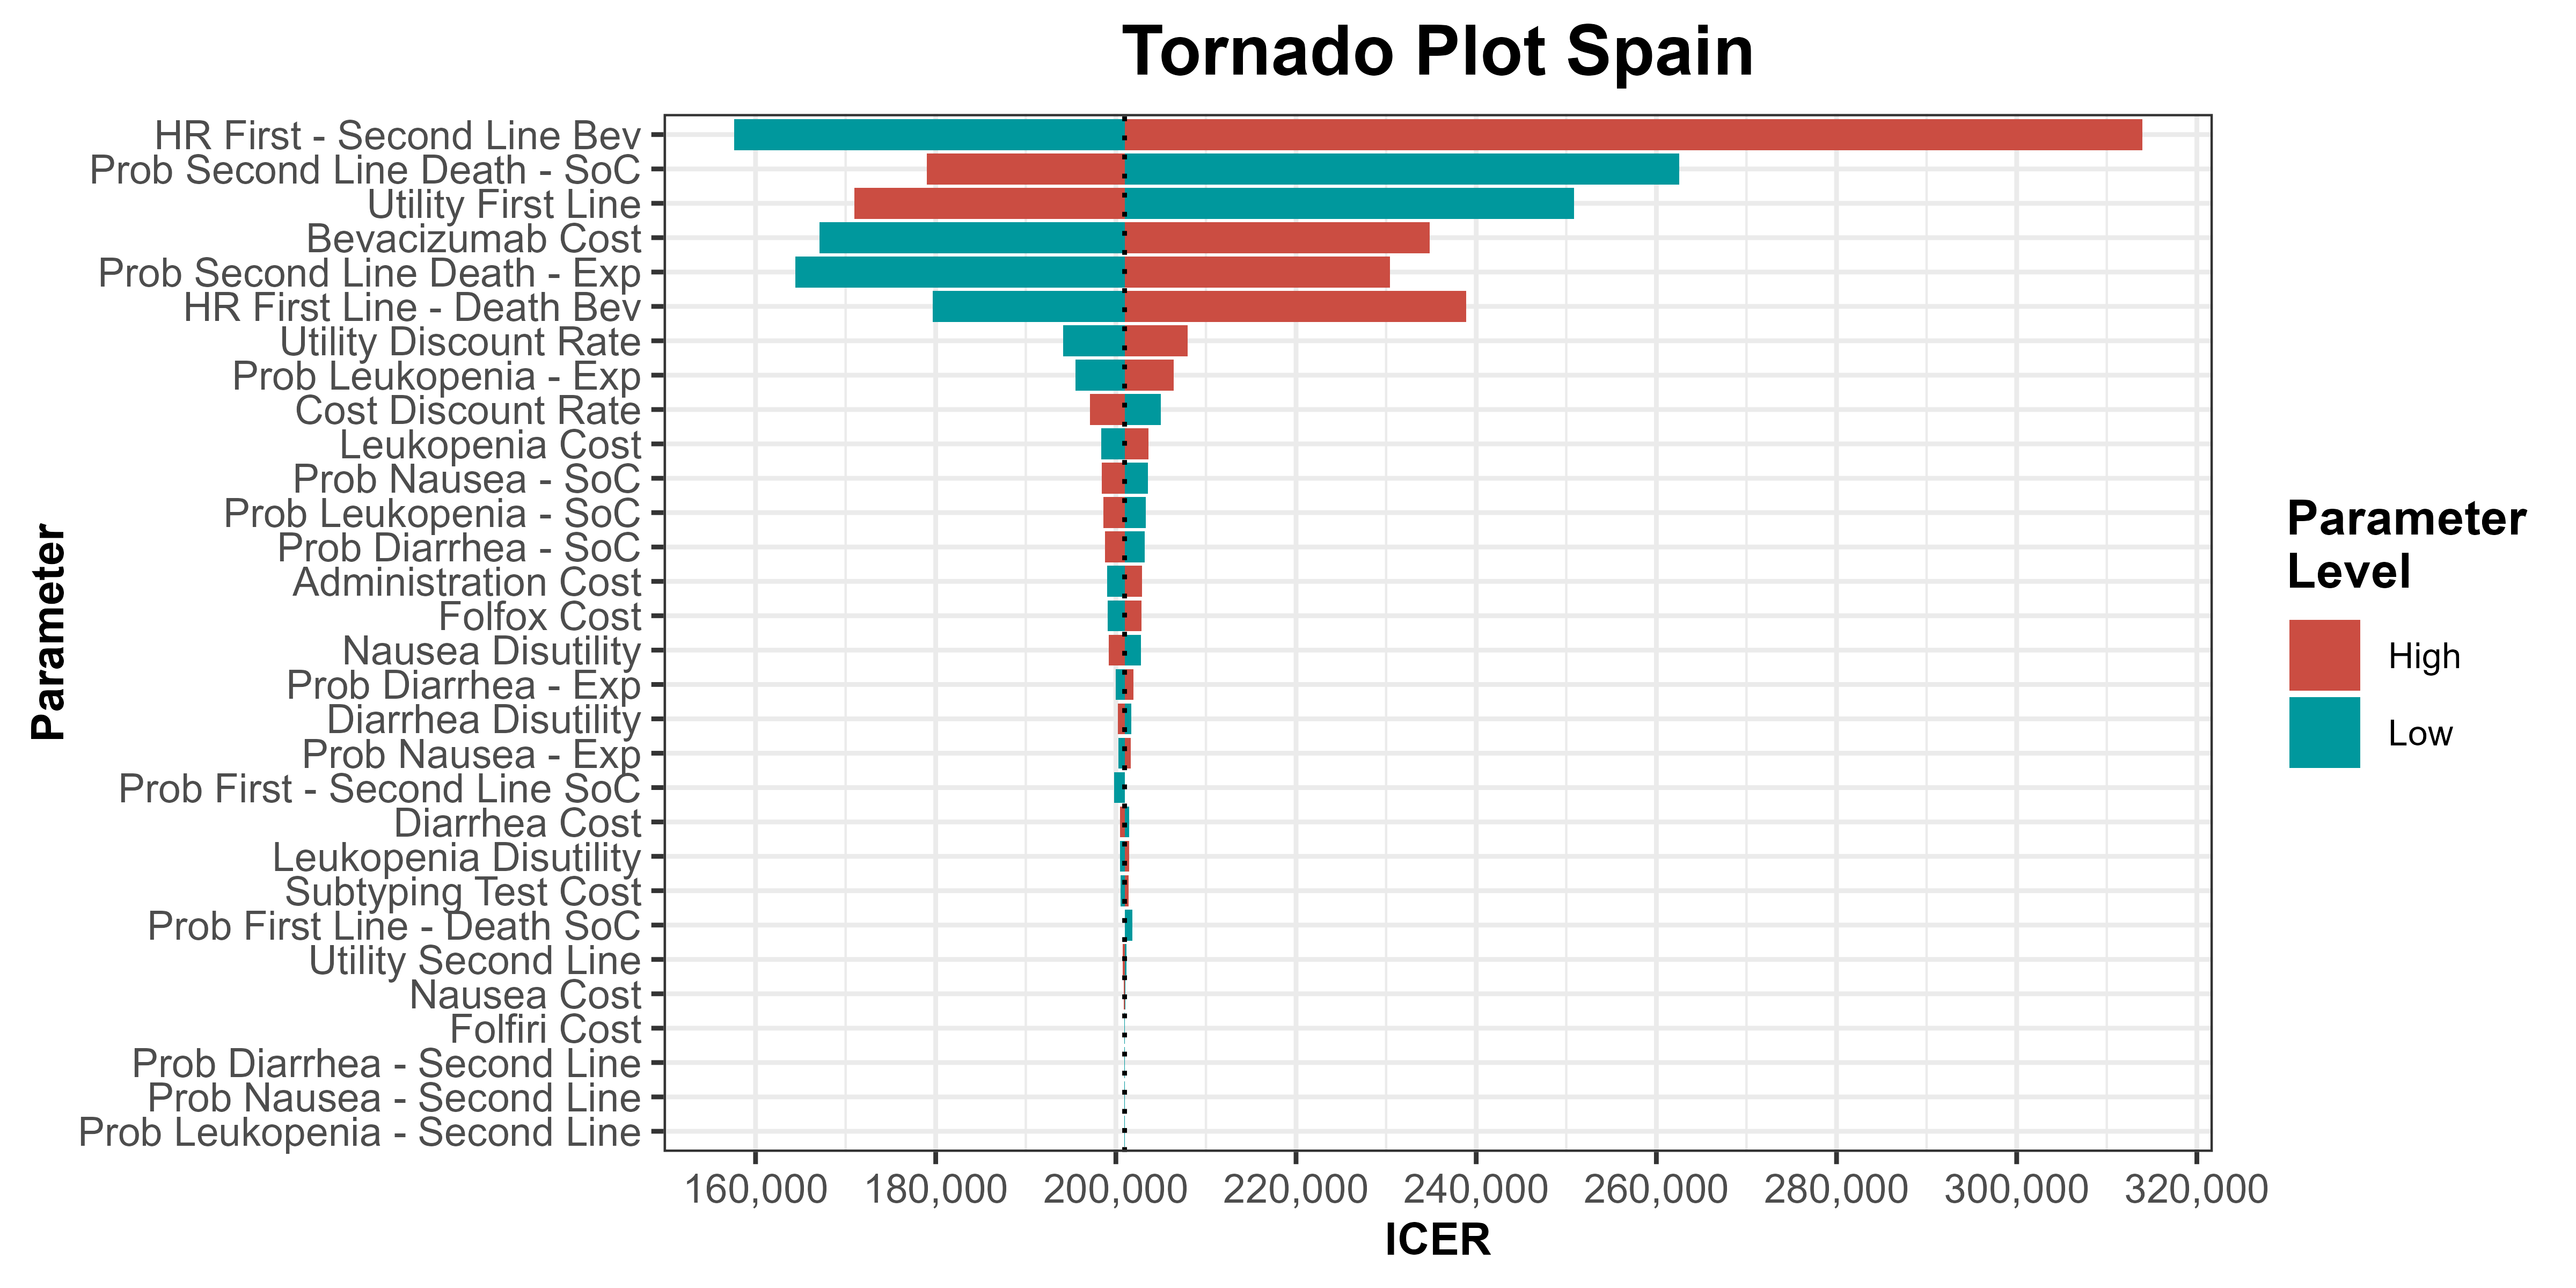 Tornado Plot Spain
Parameter
HR First - Second Line Bev
Prob Second Line Death - SoC
Utility First Line
Bevacizumab Cost
Prob Second Line Death - Exp
HR First Line - Death Bev
Utility Discount Rate
Prob Leukopenia - Exp
Cost Discount Rate
Leukopenia Cost
Prob Nausea - SoC
Prob Leukopenia - SoC
Prob Diarrhea - SoC
Administration Cost
Folfox Cost
Nausea Disutility
Prob Diarrhea - Exp
Diarrhea Disutility
Prob Nausea - Exp
Prob First - Second Line SoC
Diarrhea Cost
Leukopenia Disutility
Subtyping Test Cost
Prob First Line - Death SoC
Utility Second Line
Nausea Cost
Folfiri Cost
Prob Diarrhea - Second Line
Prob Nausea - Second Line
Prob Leukopenia - Second Line
160,000 180,000 200,000 220,000 240,000 260,000 280,000 300,000 320,000
ICER
Parameter
Level
High
Low